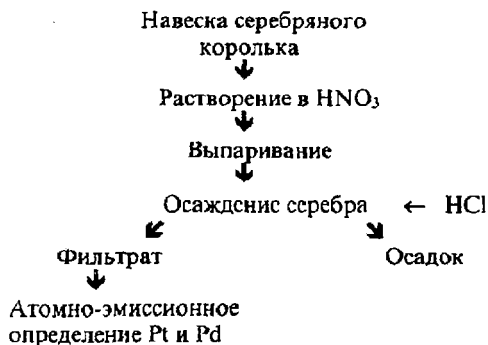 Навеска серебряного
королька
Растворение в HNO₃
Выпаривание
Осаждение серебра ← HCl
Фильтрат Осадок
Атомно-эмиссионное
определение Pt и Pd